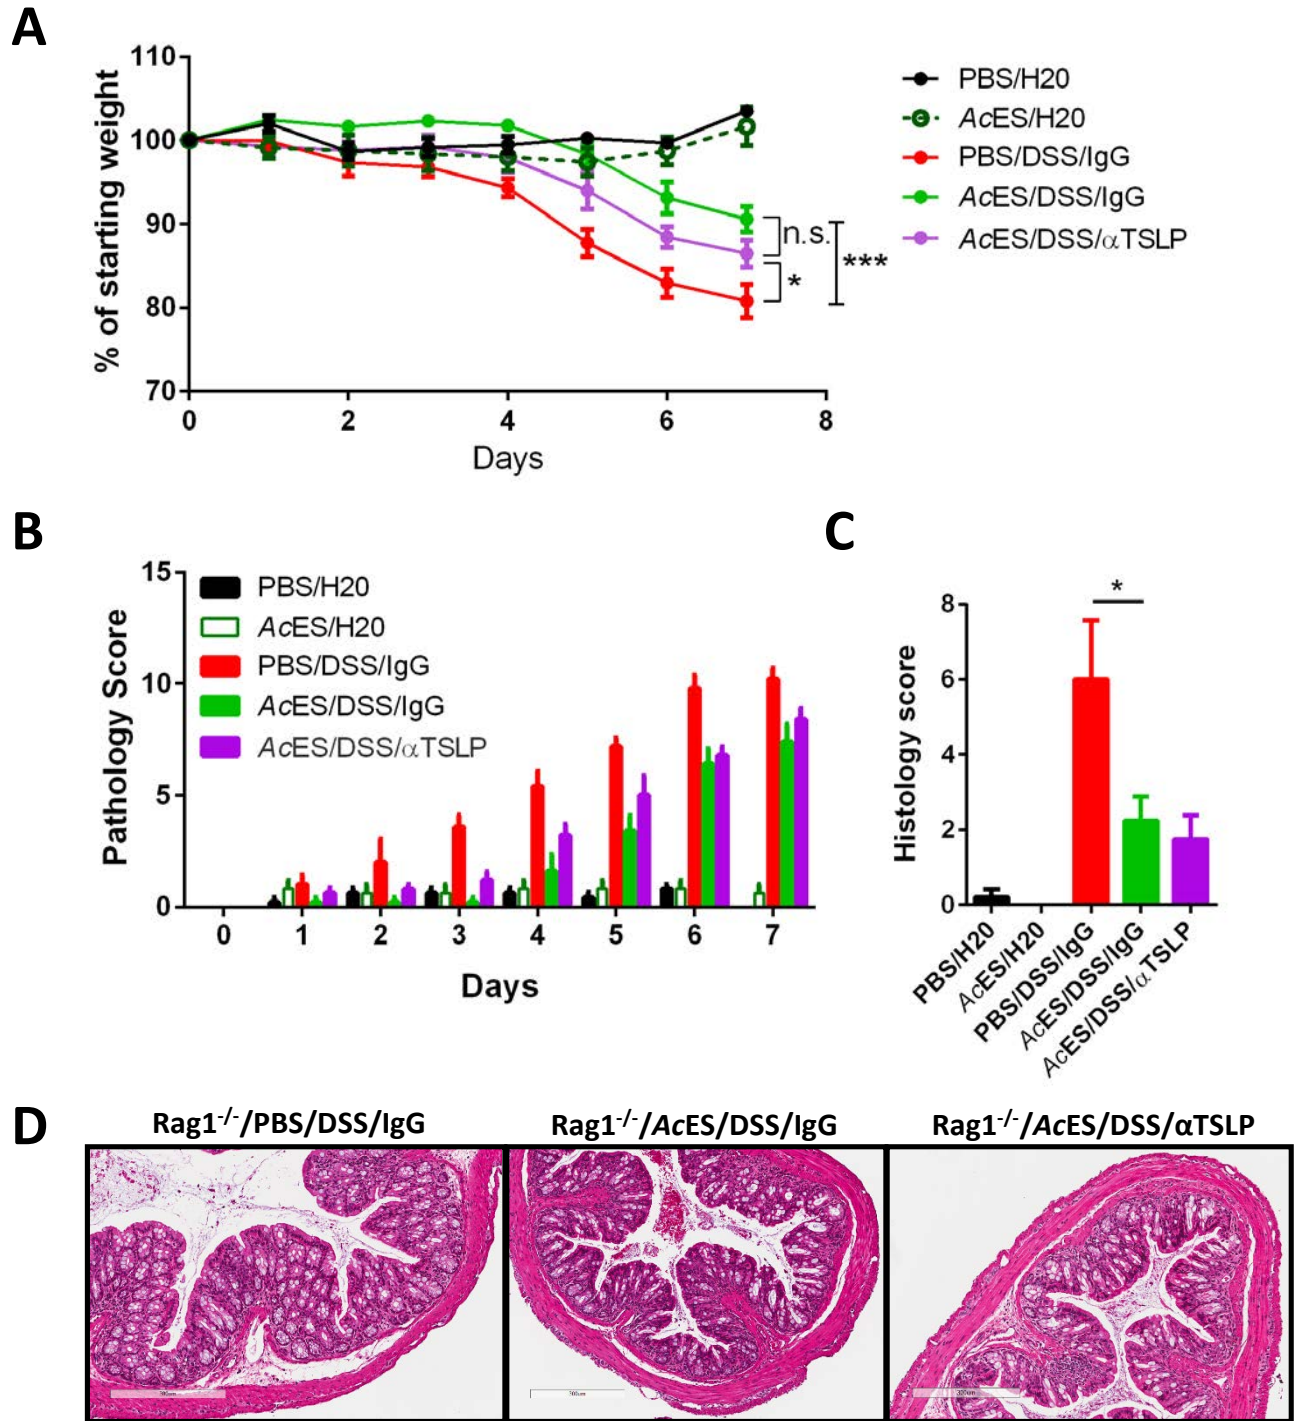 A
110
100
90
80
70
% of starting weight
0 2 4 6 8
Days
n.s.
*
***
PBS/H20
AcES/H20
PBS/DSS/IgG
AcES/DSS/IgG
AcES/DSS/αTSLP
B
15
10
5
0
Pathology Score
PBS/H20
AcES/H20
PBS/DSS/IgG
AcES/DSS/IgG
AcES/DSS/αTSLP
0 1 2 3 4 5 6 7
Days
C
*
8
6
4
2
0
Histology score
PBS/H20
AcES/H20
PBS/DSS/IgG
AcES/DSS/IgG
AcES/DSS/αTSLP
D
Rag1-/-/PBS/DSS/IgG
Rag1-/-/AcES/DSS/IgG
Rag1-/-/AcES/DSS/αTSLP
300um
300um
300um